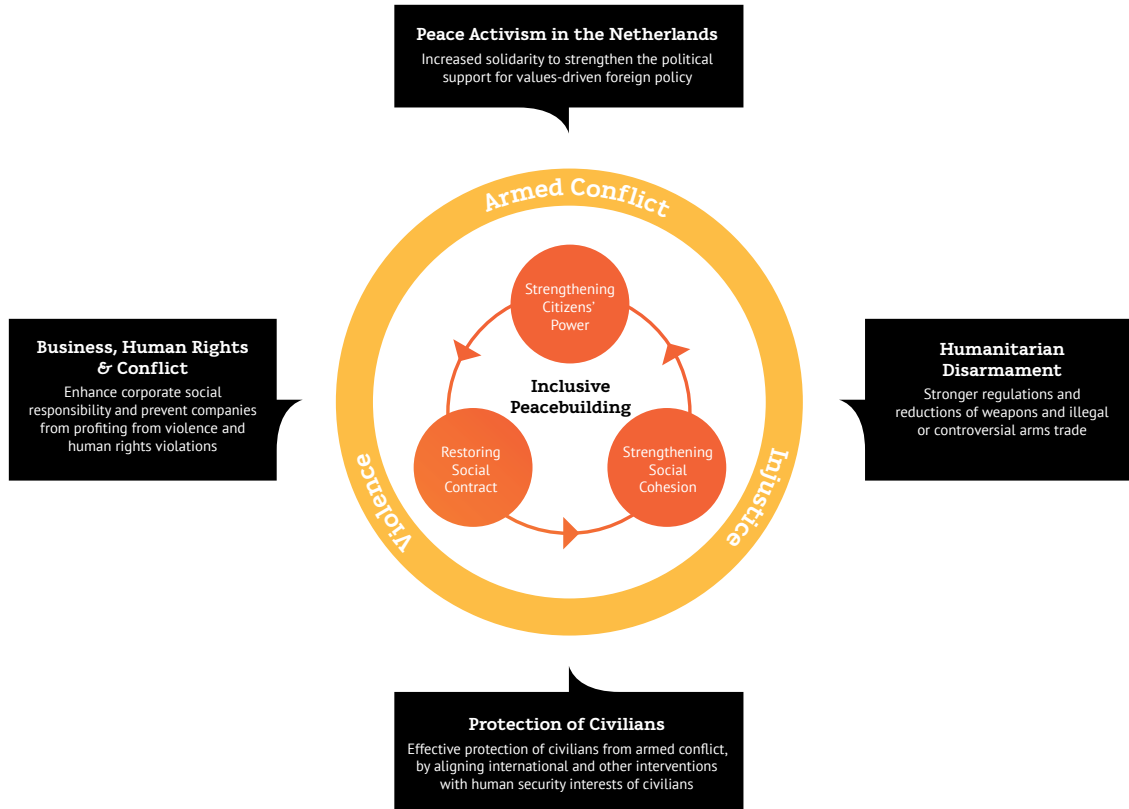 Peace Activism in the Netherlands
Increased solidarity to strengthen the political
support for values-driven foreign policy
Armed Conflict
Strengthening
Citizens'
Power
Business, Human Rights
& Conflict
Enhance corporate social
responsibility and prevent companies
from profiting from violence and
human rights violations
Inclusive
Peacebuilding
Humanitarian
Disarmament
Stronger regulations and
reductions of weapons and illegal
or controversial arms trade
Restoring
Social
Contract
Strengthening
Social
Cohesion
Violence
Injustice
Protection of Civilians
Effective protection of civilians from armed conflict,
by aligning international and other interventions
with human security interests of civilians